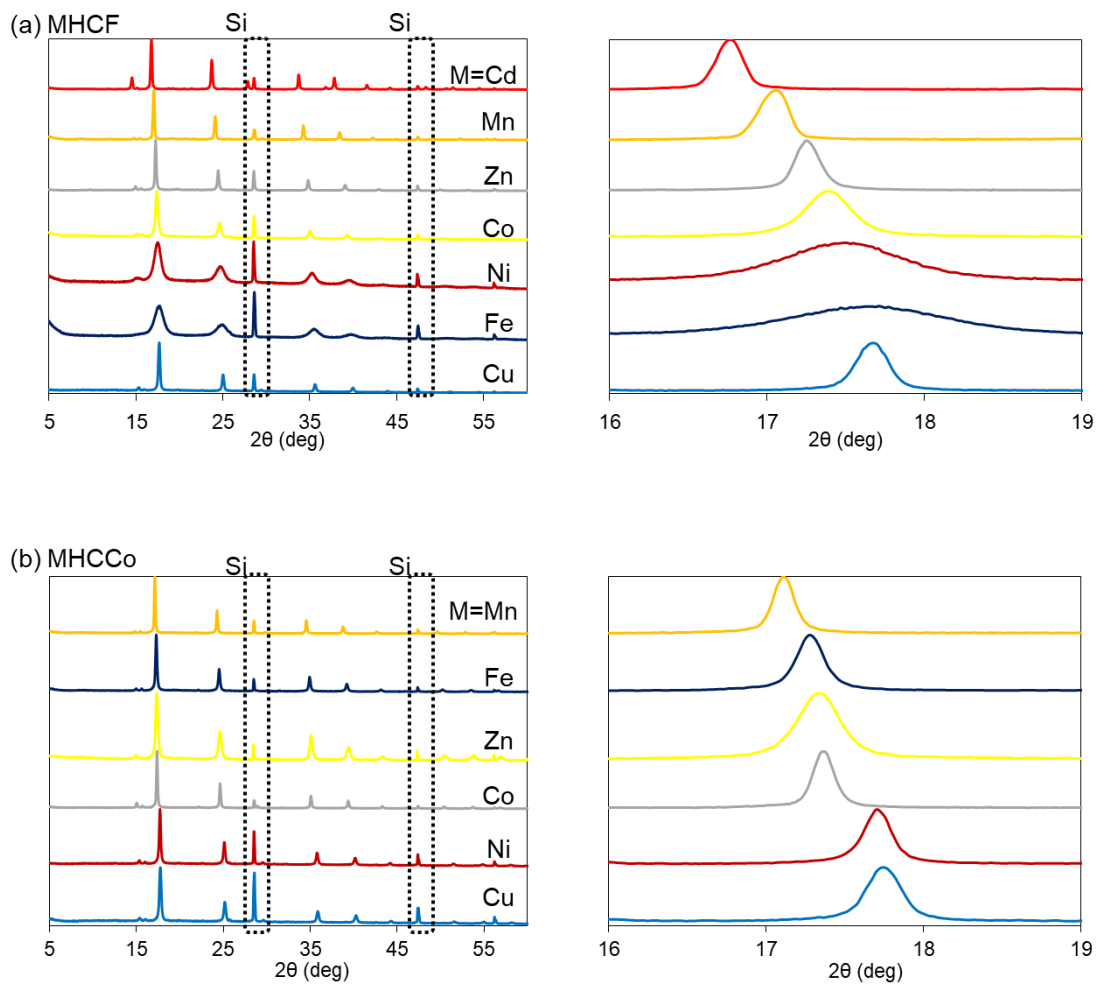 (a) MHCF Si Si
M=Cd
Mn
Zn
Co
Ni
Fe
Cu
5 15 25 35 45 55
2θ (deg)
16 17 18 19
2θ (deg)
(b) MHCCo Si Si
M=Mn
Fe
Zn
Co
Ni
Cu
5 15 25 35 45 55
2θ (deg)
16 17 18 19
2θ (deg)